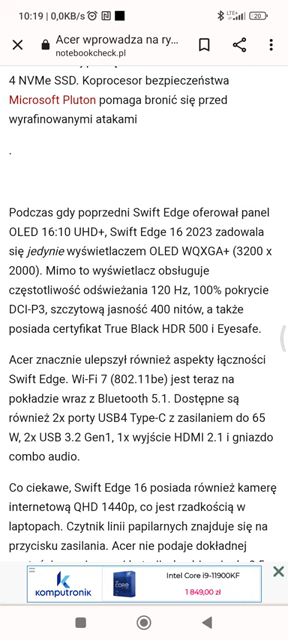 10:19 | 0,0KB/s
LTE+
20
Acer wprowadza na ry...
notebookcheck.pl
4 NVMe SSD. Koprocesor bezpieczeństwa
Microsoft Pluton pomaga bronić się przed
wyrafinowanymi atakami
.
Podczas gdy poprzedni Swift Edge oferował panel
OLED 16:10 UHD+, Swift Edge 16 2023 zadowala
się jedynie wyświetlaczem OLED WQXGA+ (3200 x
2000). Mimo to wyświetlacz obsługuje
częstotliwość odświeżania 120 Hz, 100% pokrycie
DCI-P3, szczytową jasność 400 nitów, a także
posiada certyfikat True Black HDR 500 i Eyesafe.
Acer znacznie ulepszył również aspekty łączności
Swift Edge. Wi-Fi 7 (802.11be) jest teraz na
pokładzie wraz z Bluetooth 5.1. Dostępne są
również 2x porty USB4 Type-C z zasilaniem do 65
W, 2x USB 3.2 Gen1, 1x wyjście HDMI 2.1 i gniazdo
combo audio.
Co ciekawe, Swift Edge 16 posiada również kamerę
internetową QHD 1440p, co jest rzadkością w
laptopach. Czytnik linii papilarnych znajduje się na
przycisku zasilania. Acer nie podaje dokładnej
komputronik
Intel Core i9-11900KF
1 849,00 zł